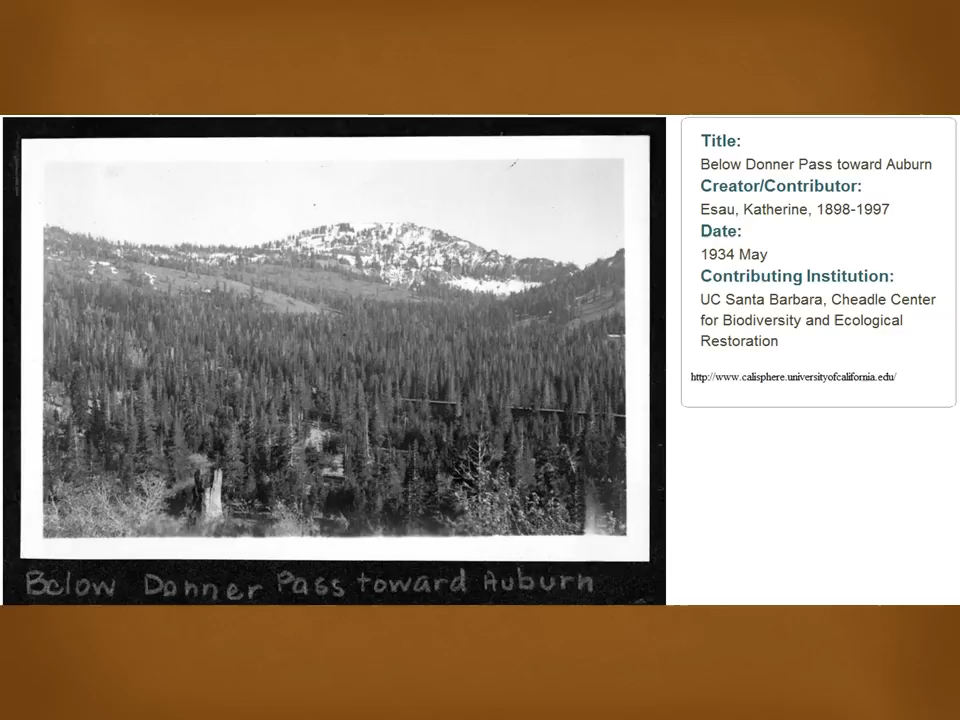 Below Donner Pass toward Auburn
Title:
Below Donner Pass toward Auburn
Creator/Contributor:
Esau, Katherine, 1898-1997
Date:
1934 May
Contributing Institution:
UC Santa Barbara, Cheadle Center
for Biodiversity and Ecological
Restoration
http://www.calisphere.universityofcalifornia.edu/